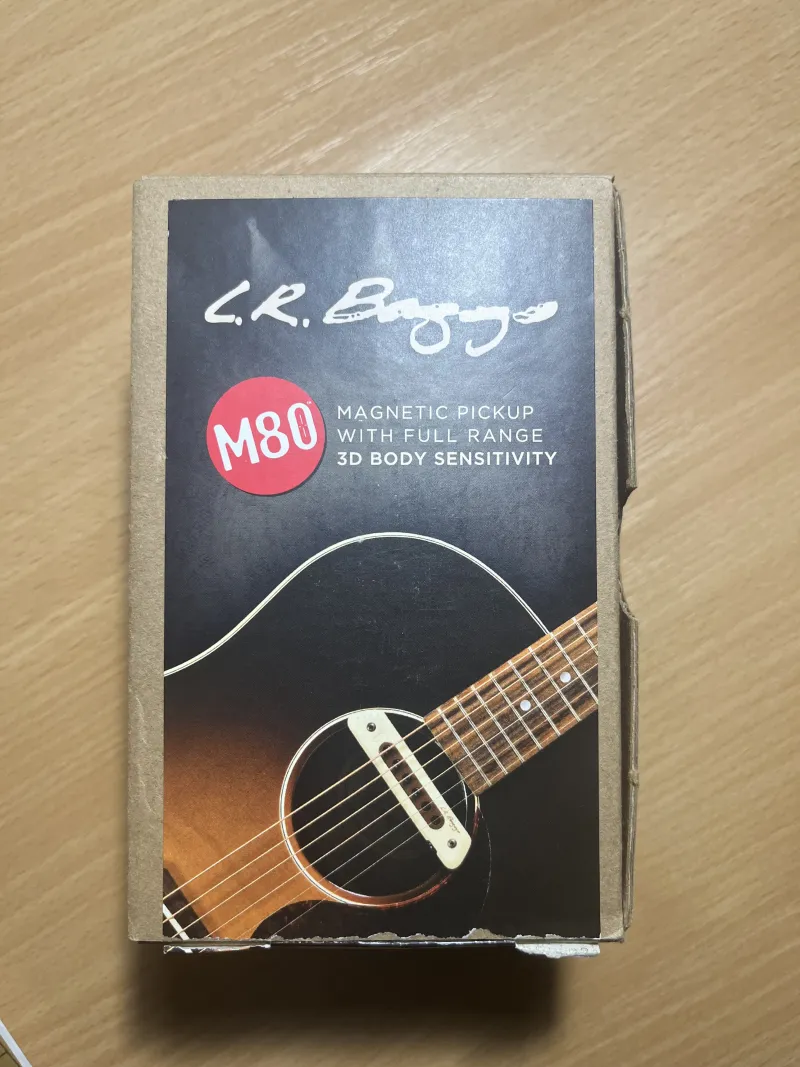 L.R. Baggs
M80
MAGNETIC PICKUP
WITH FULL RANGE
3D BODY SENSITIVITY